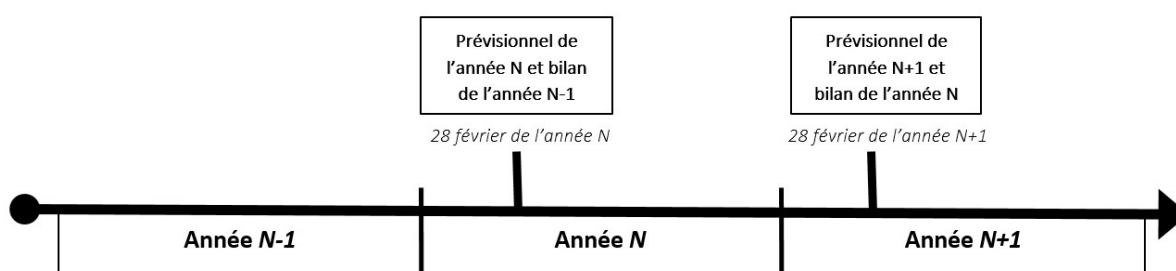 Prévisionnel de
l'année N et bilan
de l'année N-1
Prévisionnel de
l'année N+1 et
bilan de l'année N
28 février de l'année N
28 février de l'année N+1
Année N-1
Année N
Année N+1